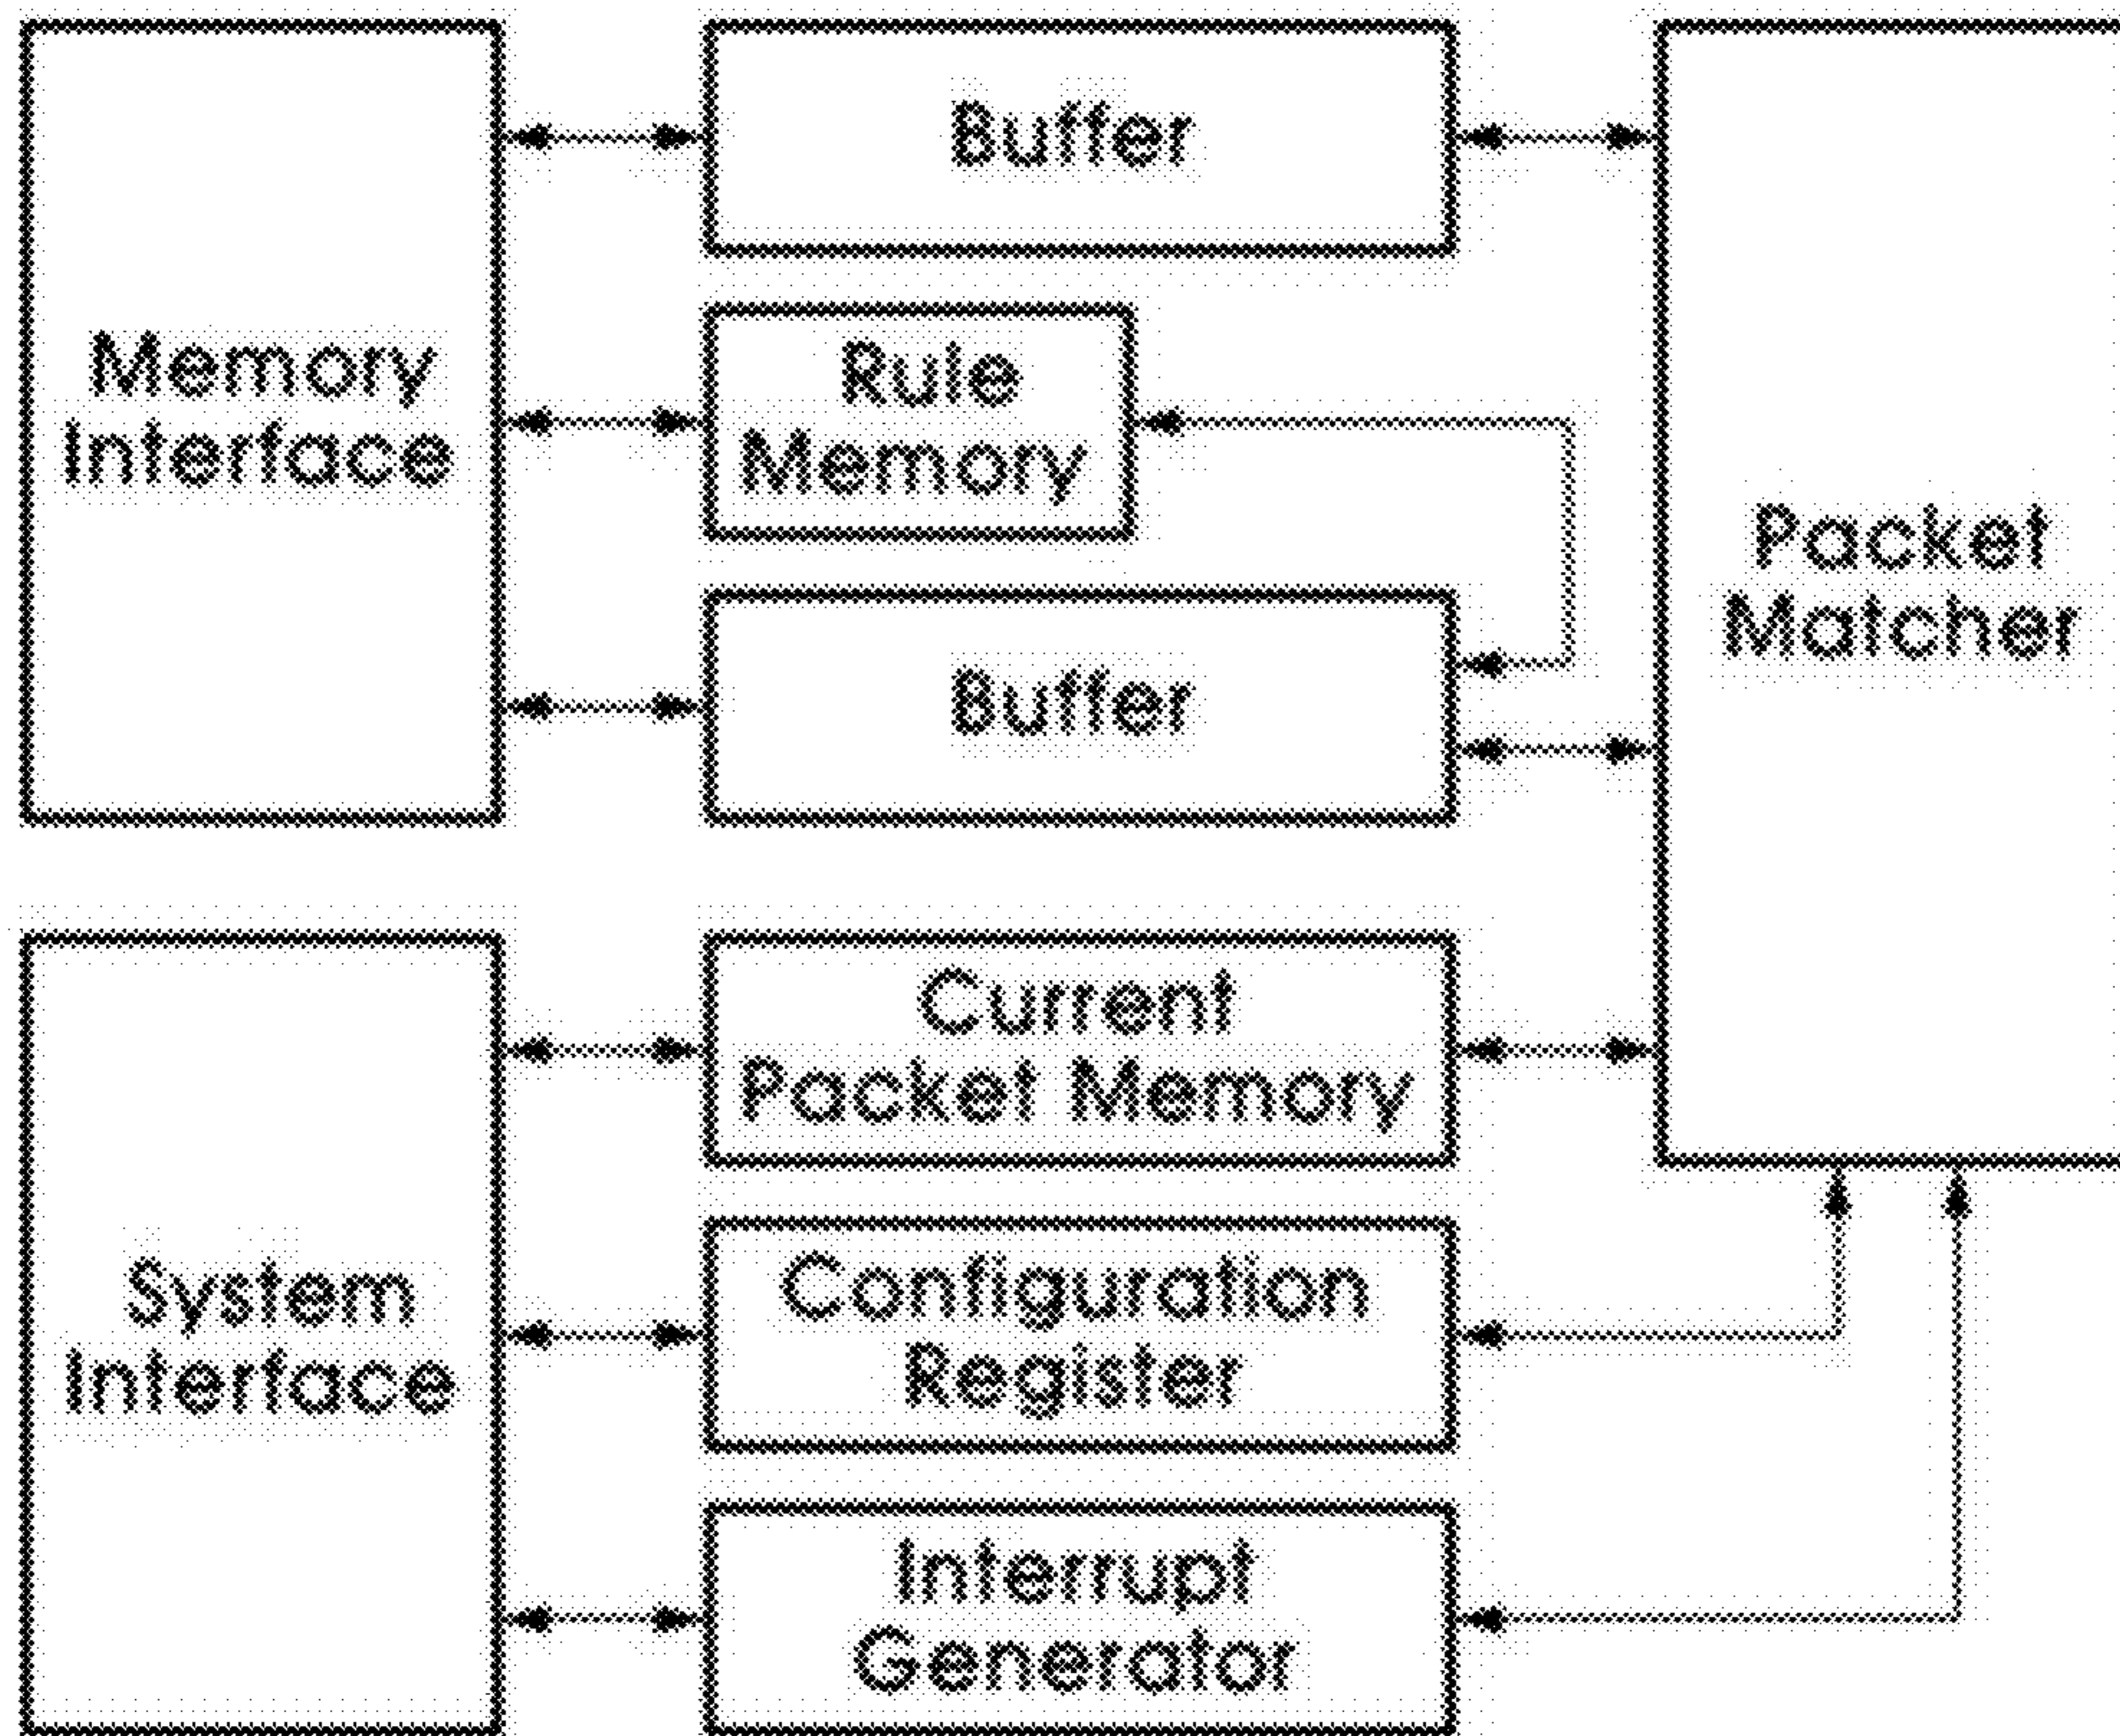 Memory
Interface
Buffer
Rule
Memory
Buffer
Packet
Matcher
System
Interface
Current
Packet Memory
Configuration
Register
Interrupt
Generator